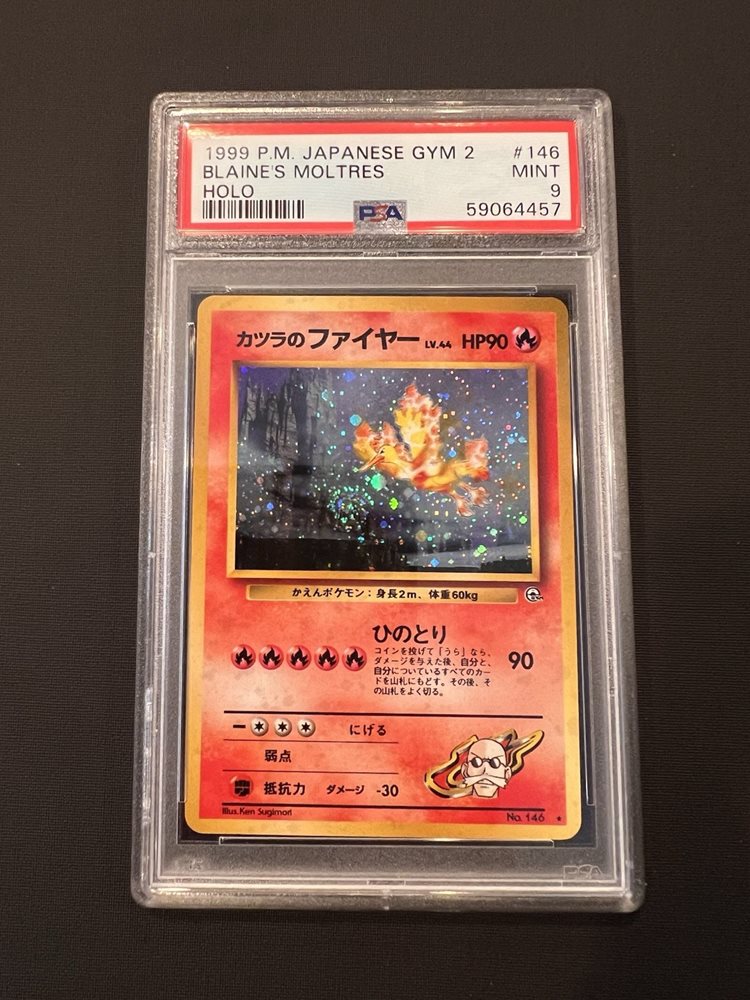 1999 P.M. JAPANESE GYM 2 #146
BLAINE'S MOLTRES MINT
HOLO 9
PSA 59064457
カツラのファイヤー LV.44 HP90
かえんポケモン：身長2m、体重60kg
ひのとり
コインを投げて「うら」なら、
ダメージを与えた後、自分と、
自分についているすべてのカー
ドを山札にもどす。その後、そ
の山札をよく切る。
90
にげる
弱点
抵抗力 ダメージ -30
Illus. Ken Sugimori
No. 146
PSA